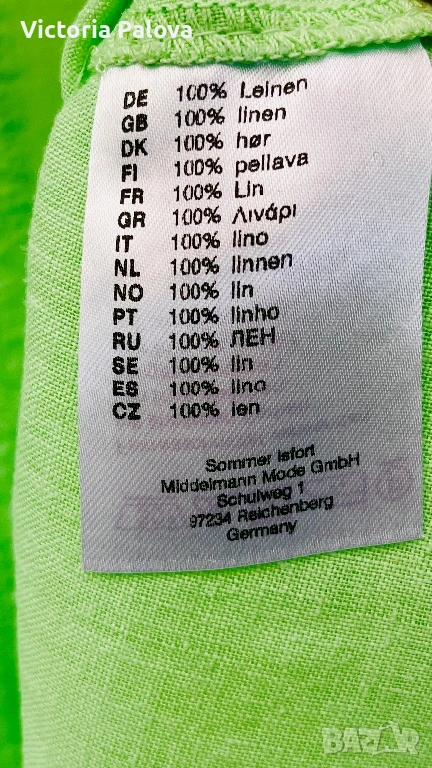 Victoria Palova
DE 100% Leinen
GB 100% linen
DK 100% hør
FI 100% pellava
FR 100% Lin
GR 100% Λινάρι
IT 100% lino
NL 100% linnen
NO 100% lin
PT 100% linho
RU 100% ЛЕН
SE 100% lin
ES 100% lino
CZ 100% len
Sommer Isfort
Middelmann Mode GmbH
Schulweg 1
97234 Reichenberg
Germany
BAZAR